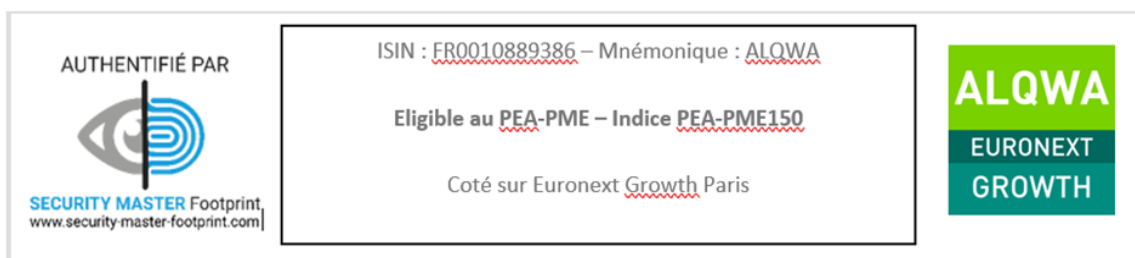 AUTHENTIFIÉ PAR
SECURITY MASTER Footprint
www.security-master-footprint.com
ISIN : FR0010889386 – Mnémonique : ALQWA
Eligible au PEA-PME – Indice PEA-PME150
Coté sur Euronext Growth Paris
ALQWA
EURONEXT
GROWTH